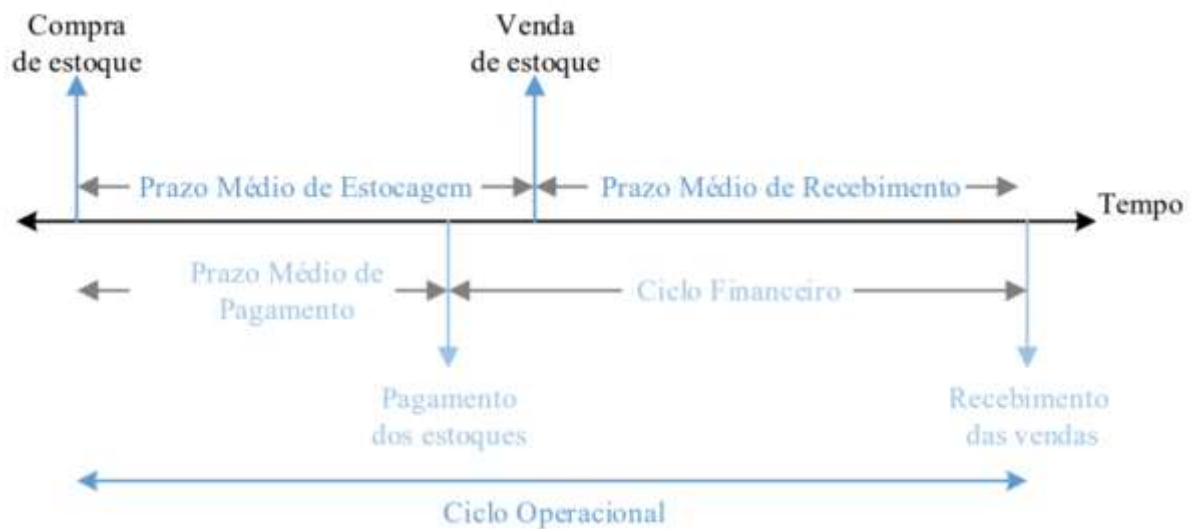 Compra
de estoque
Venda
de estoque
Prazo Médio de Estocagem
Prazo Médio de Recebimento
Tempo
Prazo Médio de
Pagamento
Ciclo Financeiro
Pagamento
dos estoques
Recebimento
das vendas
Ciclo Operacional